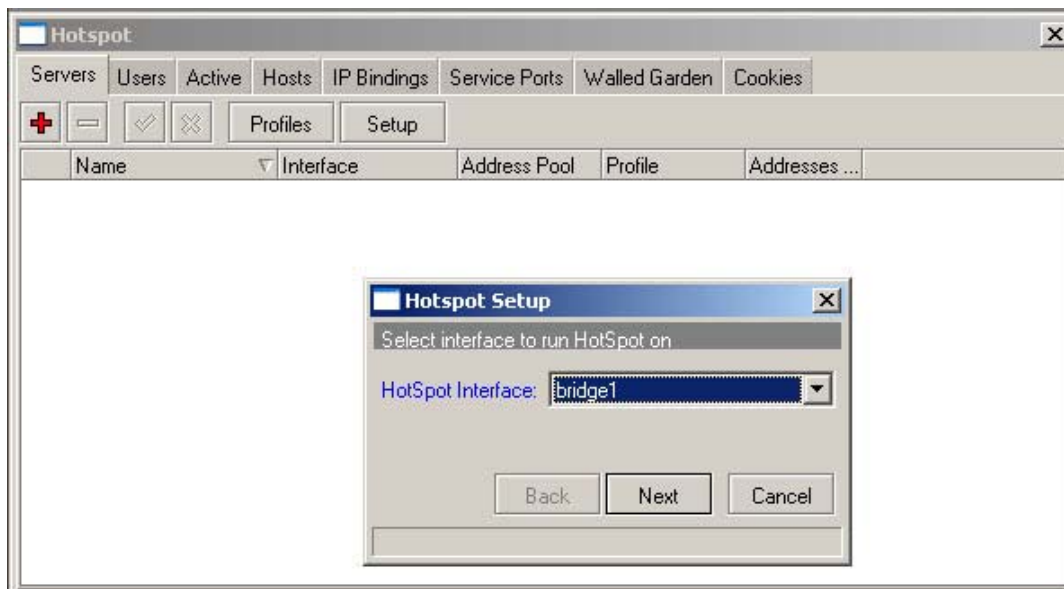 Hotspot
Servers Users Active Hosts IP Bindings Service Ports Walled Garden Cookies
Profiles Setup
Name Interface Address Pool Profile Addresses ...
Hotspot Setup
Select interface to run HotSpot on
HotSpot Interface: bridge1
Back Next Cancel